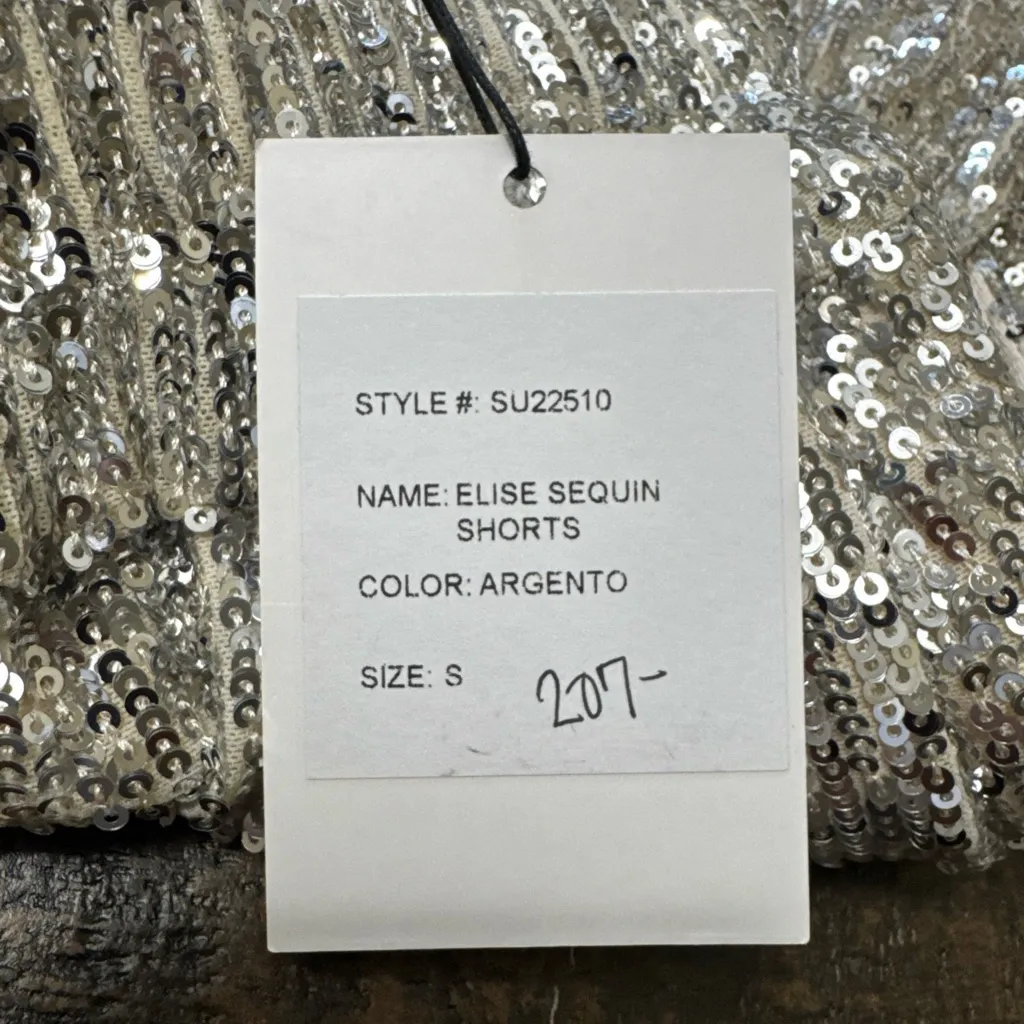 STYLE #: SU22510
NAME: ELISE SEQUIN
SHORTS
COLOR: ARGENTO
SIZE: S 207-